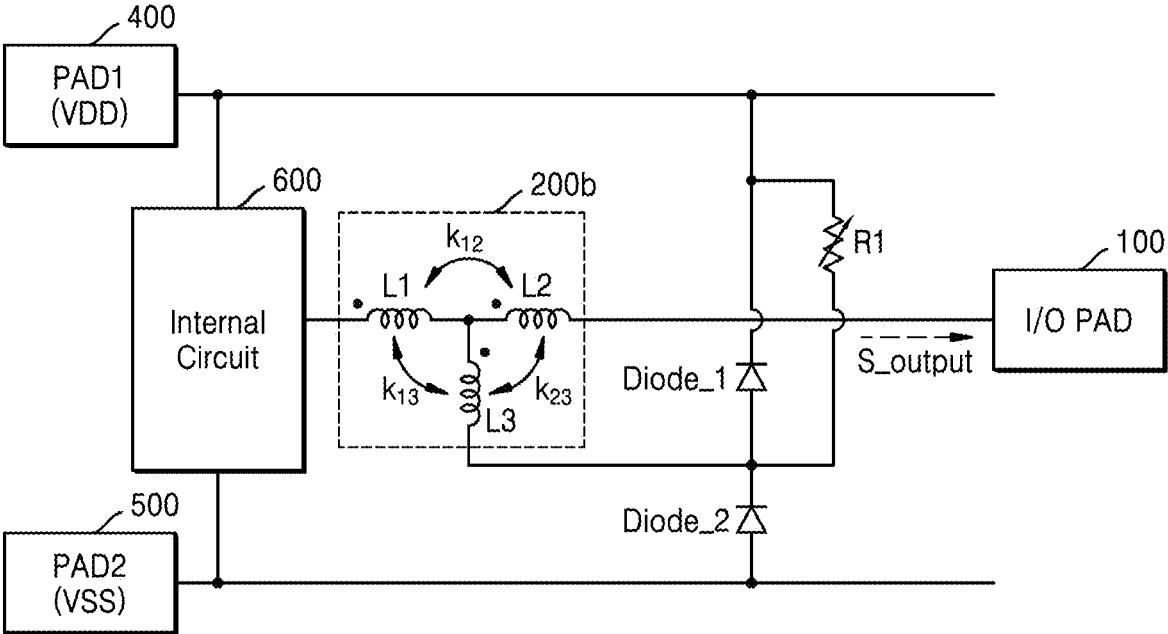 400
PAD1
(VDD)
600
200b
k12
R1
100
L1
L2
Internal
Circuit
I/O PAD
S_output
k13
k23
Diode_1
L3
500
Diode_2
PAD2
(VSS)